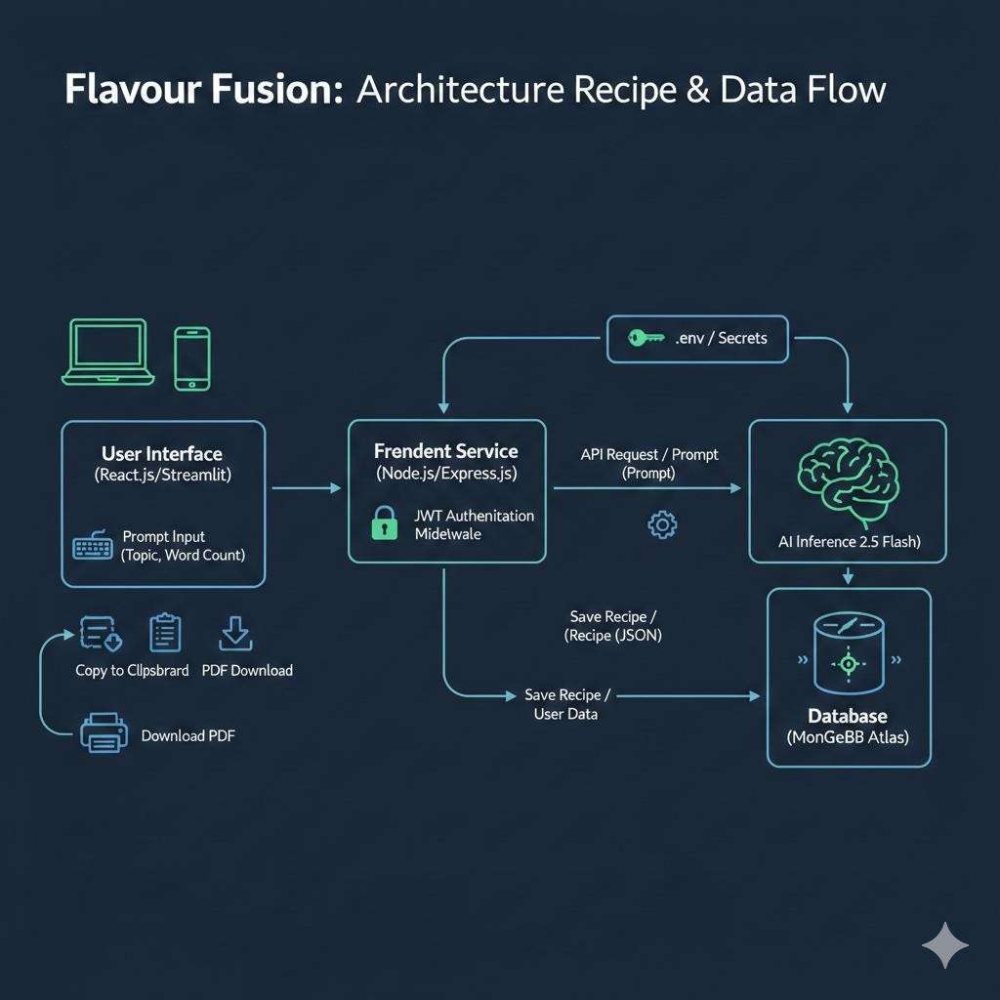 Flavour Fusion: Architecture Recipe & Data Flow
.env / Secrets
User Interface
(React.js/Streamlit)
Prompt Input
(Topic, Word Count)
Frendent Service
(Node.js/Express.js)
JWT Authenitation
Midelwale
API Request / Prompt
(Prompt)
AI Inference 2.5 Flash)
Copy to Clipsbrard
PDF Download
Download PDF
Save Recipe /
(Recipe (JSON)
Save Recipe /
User Data
Database
(MonGeBB Atlas)